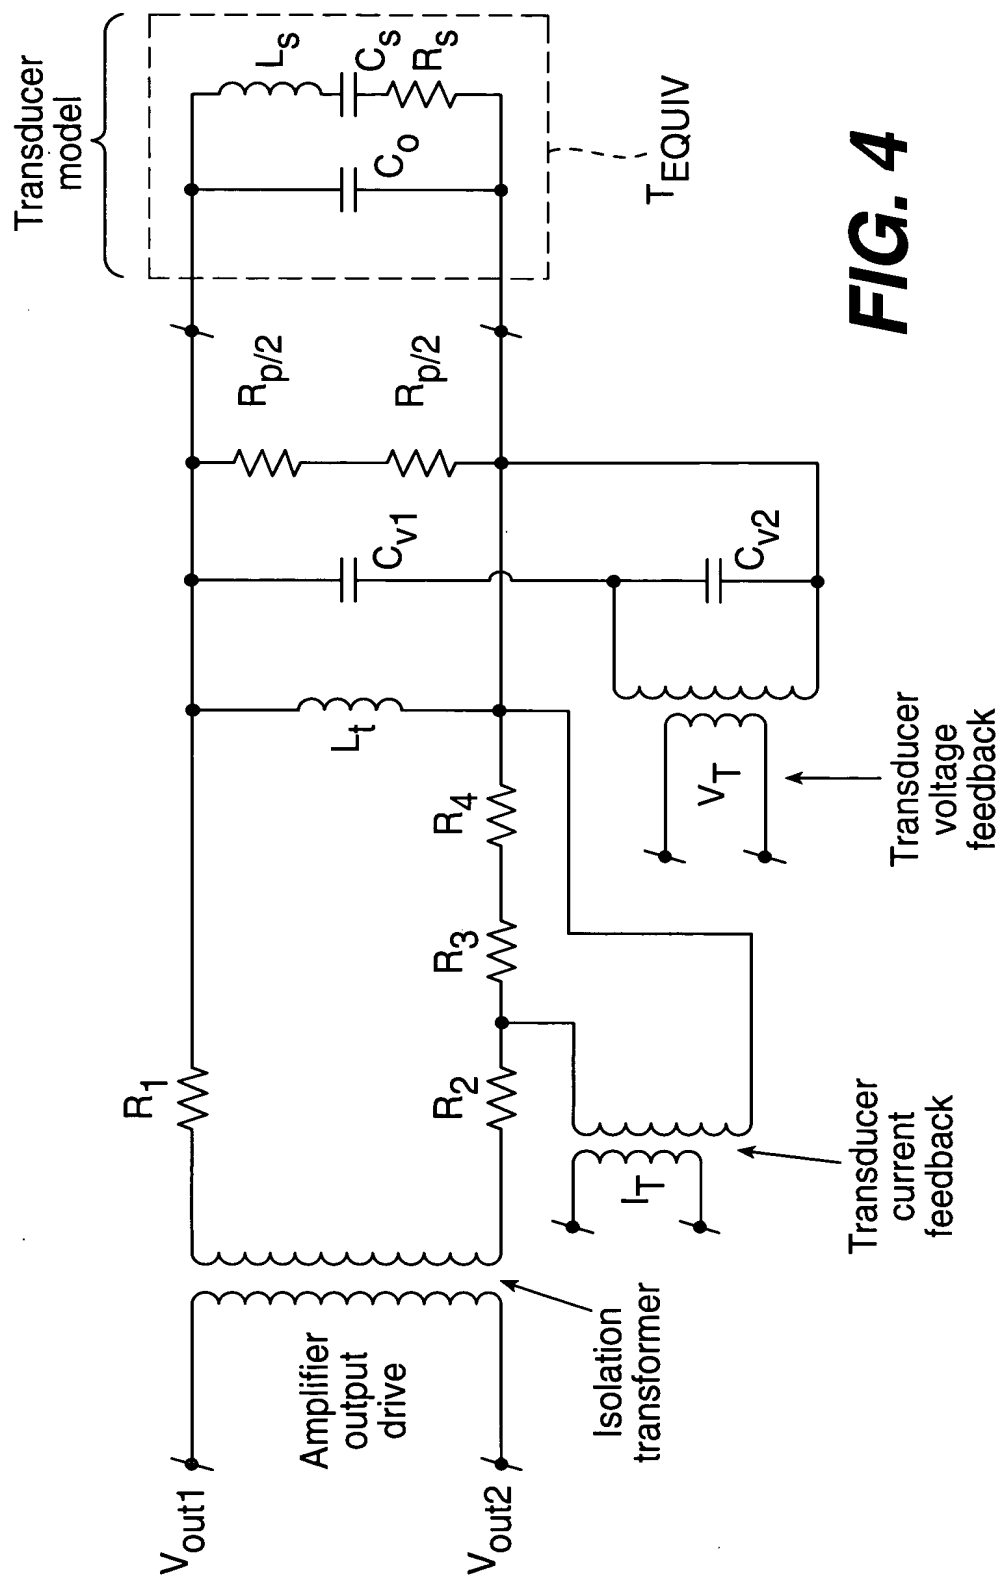 Transducer
model
Ls
Cs
Rs
Co
TEQUIV
Rp/2
Rp/2
Cv1
Cv2
Lt
R4
R3
R1
R2
VT
Transducer
voltage
feedback
IT
Transducer
current
feedback
Isolation
transformer
Amplifier
output
drive
Vout1
Vout2
FIG. 4